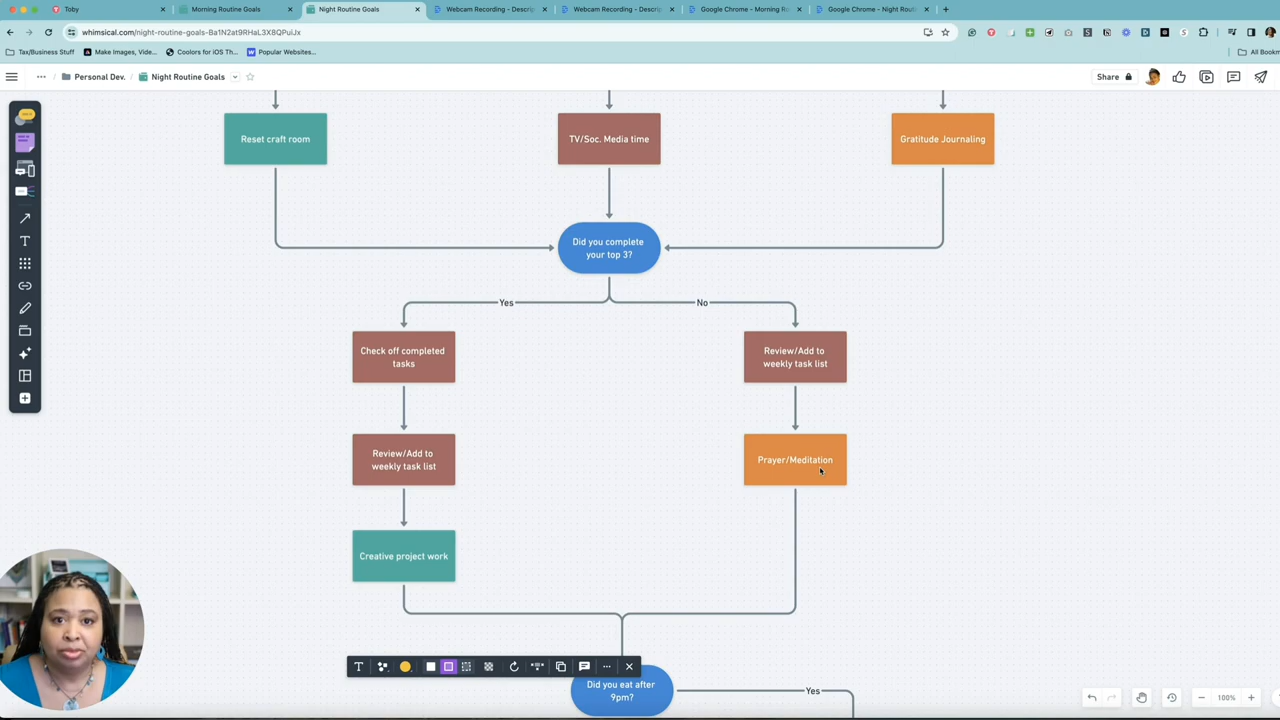 Toby
Morning Routine Goals
Night Routine Goals
Webcam Recording – Descrip
Webcam Recording – Descrip
Google Chrome – Morning Ro
Google Chrome – Night Rout
whimsical.com/night-routine-goals-Ba1N2at9RHaL3X8QPuiJx
Tax/Business Stuff
Make Images, Vide...
Coolors for iOS Th...
Popular Websites...
All Bookm
... / Personal Dev. / Night Routine Goals
Share
Reset craft room
TV/Soc. Media time
Gratitude Journaling
Did you complete
your top 3?
Yes
No
Check off completed
tasks
Review/Add to
weekly task list
Review/Add to
weekly task list
Prayer/Meditation
Creative project work
Did you eat after
9pm?
Yes
100%